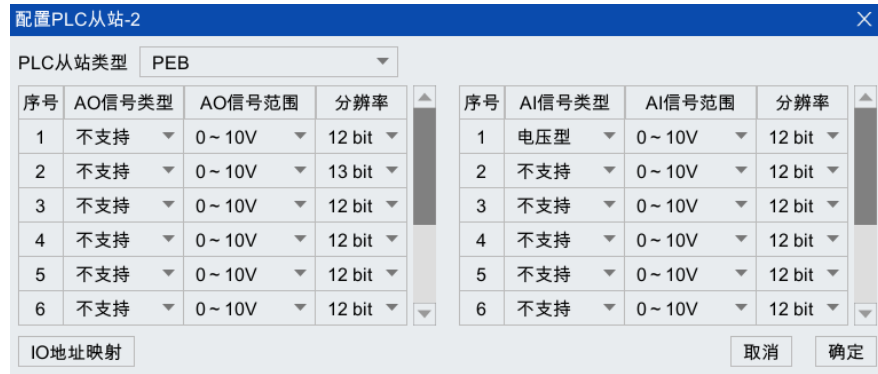 配置PLC从站-2
PLC从站类型 PEB
序号 AO信号类型 AO信号范围 分辨率 序号 AI信号类型 AI信号范围 分辨率
1 不支持 0~10V 12 bit 1 电压型 0~10V 12 bit
2 不支持 0~10V 13 bit 2 不支持 0~10V 12 bit
3 不支持 0~10V 12 bit 3 不支持 0~10V 12 bit
4 不支持 0~10V 12 bit 4 不支持 0~10V 12 bit
5 不支持 0~10V 12 bit 5 不支持 0~10V 12 bit
6 不支持 0~10V 12 bit 6 不支持 0~10V 12 bit
IO地址映射 取消 确定